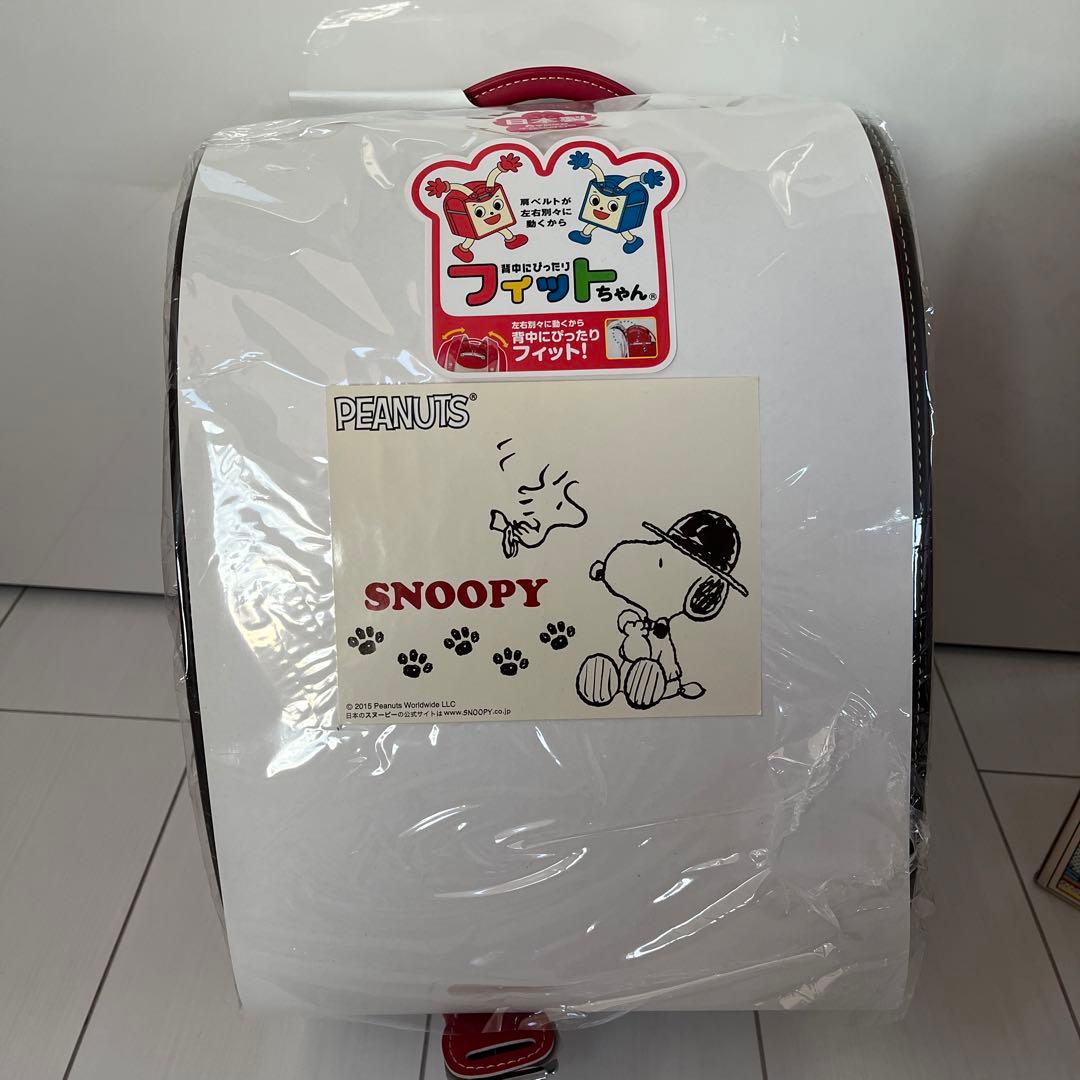 日本製
肩ベルトが
左右別々に
動くから
背中にぴったり
フィットちゃん®
左右別々に動くから
背中にぴったり
フィット!
PEANUTS®
SNOOPY
© 2015 Peanuts Worldwide LLC
日本のスヌーピーの公式サイトは www.SNOOPY.co.jp